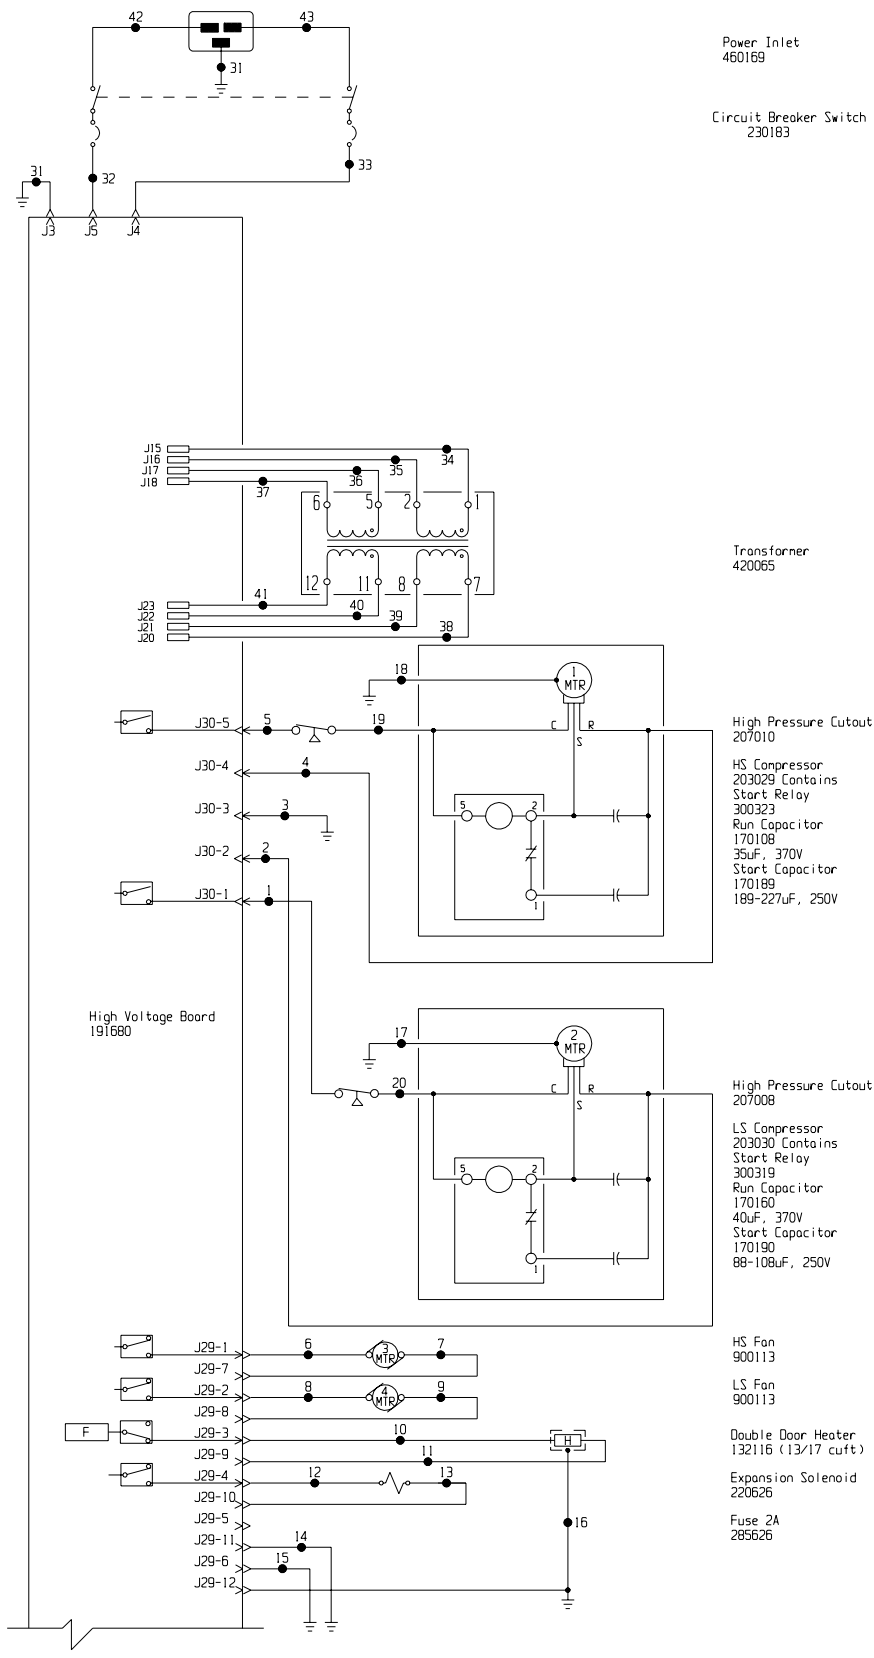 42
43
31
Power Inlet
460169
Circuit Breaker Switch
230183
33
31
32
J3
J5
J4
J15
J16
J17
J18
34
35
36
37
6
5
2
1
Transformer
420065
12
11
8
7
J23
J22
J21
J20
41
40
39
38
18
1
MTR
J30-5
5
19
C
R
S
High Pressure Cutout
207010
J30-4
4
HS Compressor
203029 Contains
Start Relay
300323
Run Capacitor
170108
35uF, 370V
Start Capacitor
170189
189-227uF, 250V
J30-3
3
5
2
J30-2
2
J30-1
1
1
High Voltage Board
191680
17
2
MTR
20
C
R
S
High Pressure Cutout
207008
LS Compressor
203030 Contains
Start Relay
300319
Run Capacitor
170160
40uF, 370V
Start Capacitor
170190
88-108uF, 250V
5
2
1
J29-1
6
3
MTR
7
HS Fan
900113
J29-7
J29-2
8
4
MTR
9
LS Fan
900113
J29-8
F
J29-3
10
H
Double Door Heater
132116 (13/17 cuft)
J29-9
11
J29-4
12
13
Expansion Solenoid
220626
J29-10
J29-5
16
Fuse 2A
285626
J29-11
14
J29-6
15
J29-12